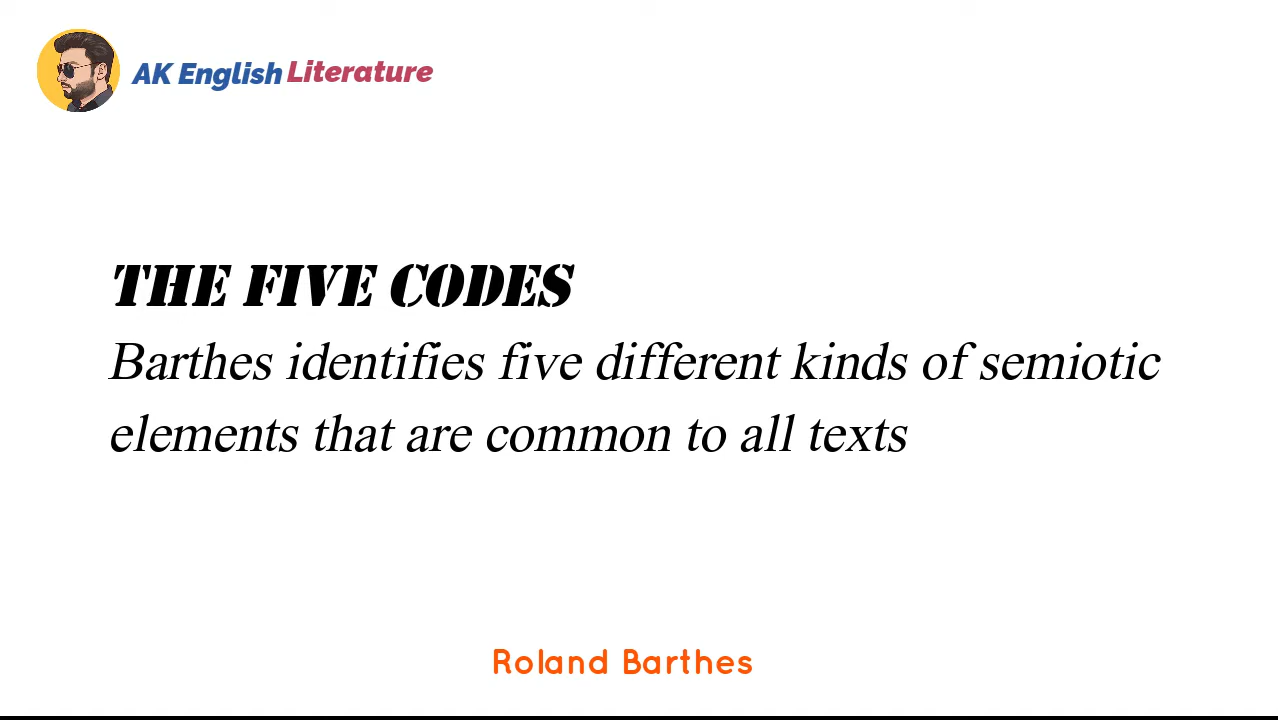 AK English Literature
THE FIVE CODES
Barthes identifies five different kinds of semiotic
elements that are common to all texts
Roland Barthes